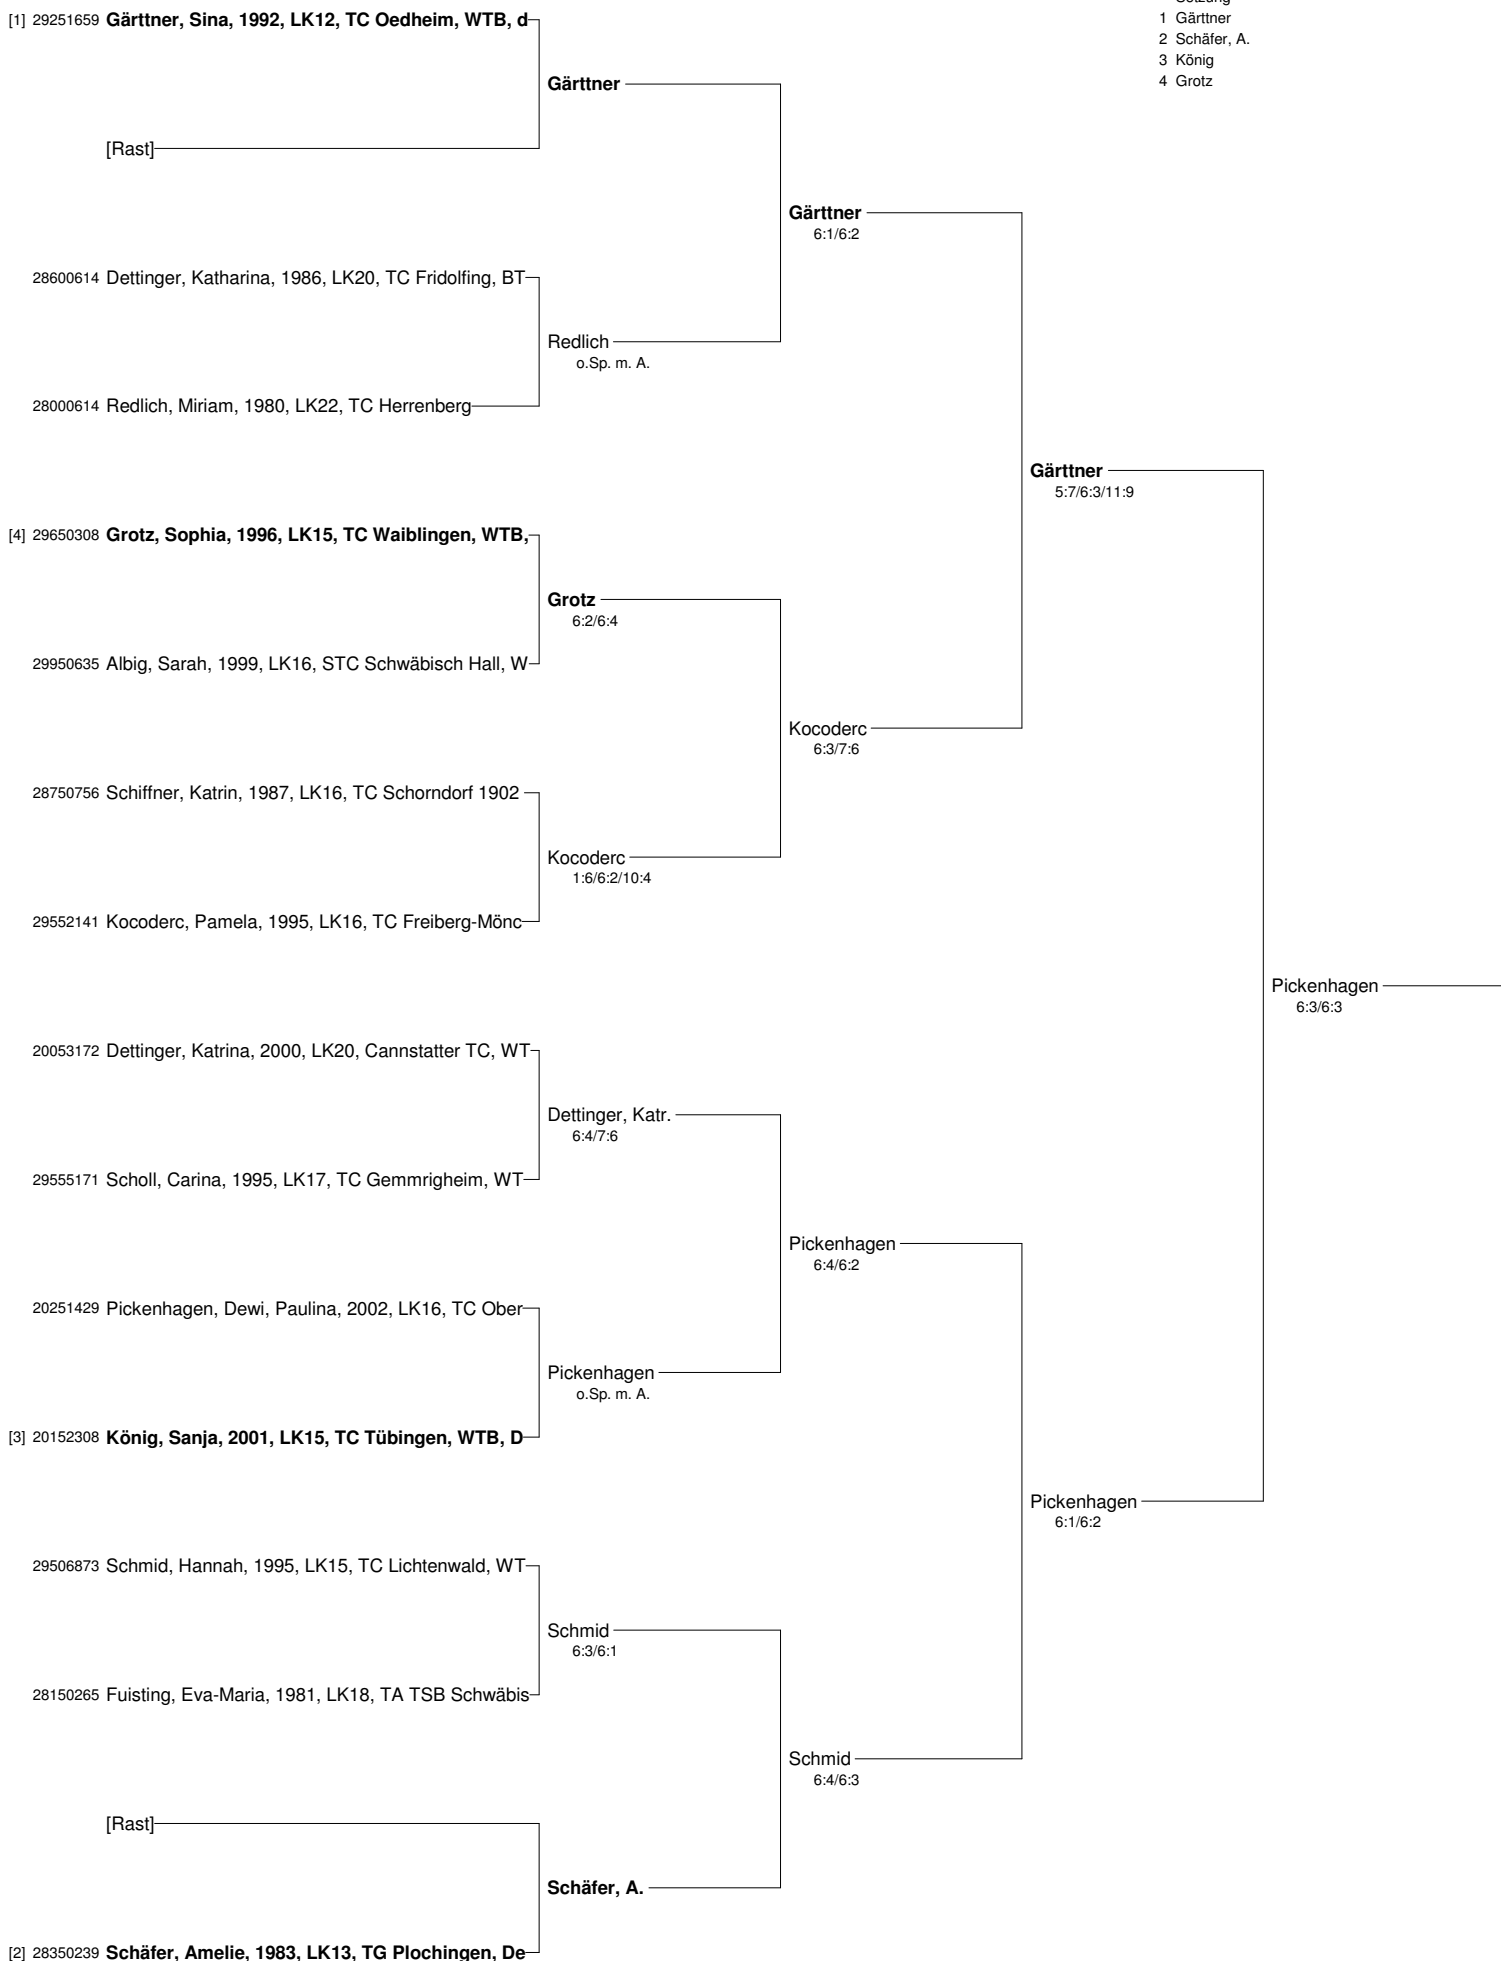 Setzung
1 Gärttner
2 Schäfer, A.
3 König
4 Grotz
[1] 29251659 Gärttner, Sina, 1992, LK12, TC Oedheim, WTB, d
Gärttner
[Rast]
Gärttner
6:1/6:2
28600614 Dettinger, Katharina, 1986, LK20, TC Fridolfing, BT
Redlich
o.Sp. m. A.
28000614 Redlich, Miriam, 1980, LK22, TC Herrenberg
Gärttner
5:7/6:3/11:9
[4] 29650308 Grotz, Sophia, 1996, LK15, TC Waiblingen, WTB,
Grotz
6:2/6:4
29950635 Albig, Sarah, 1999, LK16, STC Schwäbisch Hall, W
Kocoderc
6:3/7:6
28750756 Schiffner, Katrin, 1987, LK16, TC Schorndorf 1902
Kocoderc
1:6/6:2/10:4
29552141 Kocoderc, Pamela, 1995, LK16, TC Freiberg-Mönc
Pickenhagen
6:3/6:3
20053172 Dettinger, Katrina, 2000, LK20, Cannstatter TC, WT
Dettinger, Katr.
6:4/7:6
29555171 Scholl, Carina, 1995, LK17, TC Gemmrigheim, WT
Pickenhagen
6:4/6:2
20251429 Pickenhagen, Dewi, Paulina, 2002, LK16, TC Ober
Pickenhagen
o.Sp. m. A.
[3] 20152308 König, Sanja, 2001, LK15, TC Tübingen, WTB, D
Pickenhagen
6:1/6:2
29506873 Schmid, Hannah, 1995, LK15, TC Lichtenwald, WT
Schmid
6:3/6:1
28150265 Fuisting, Eva-Maria, 1981, LK18, TA TSB Schwäbis
Schmid
6:4/6:3
[Rast]
Schäfer, A.
[2] 28350239 Schäfer, Amelie, 1983, LK13, TG Plochingen, De